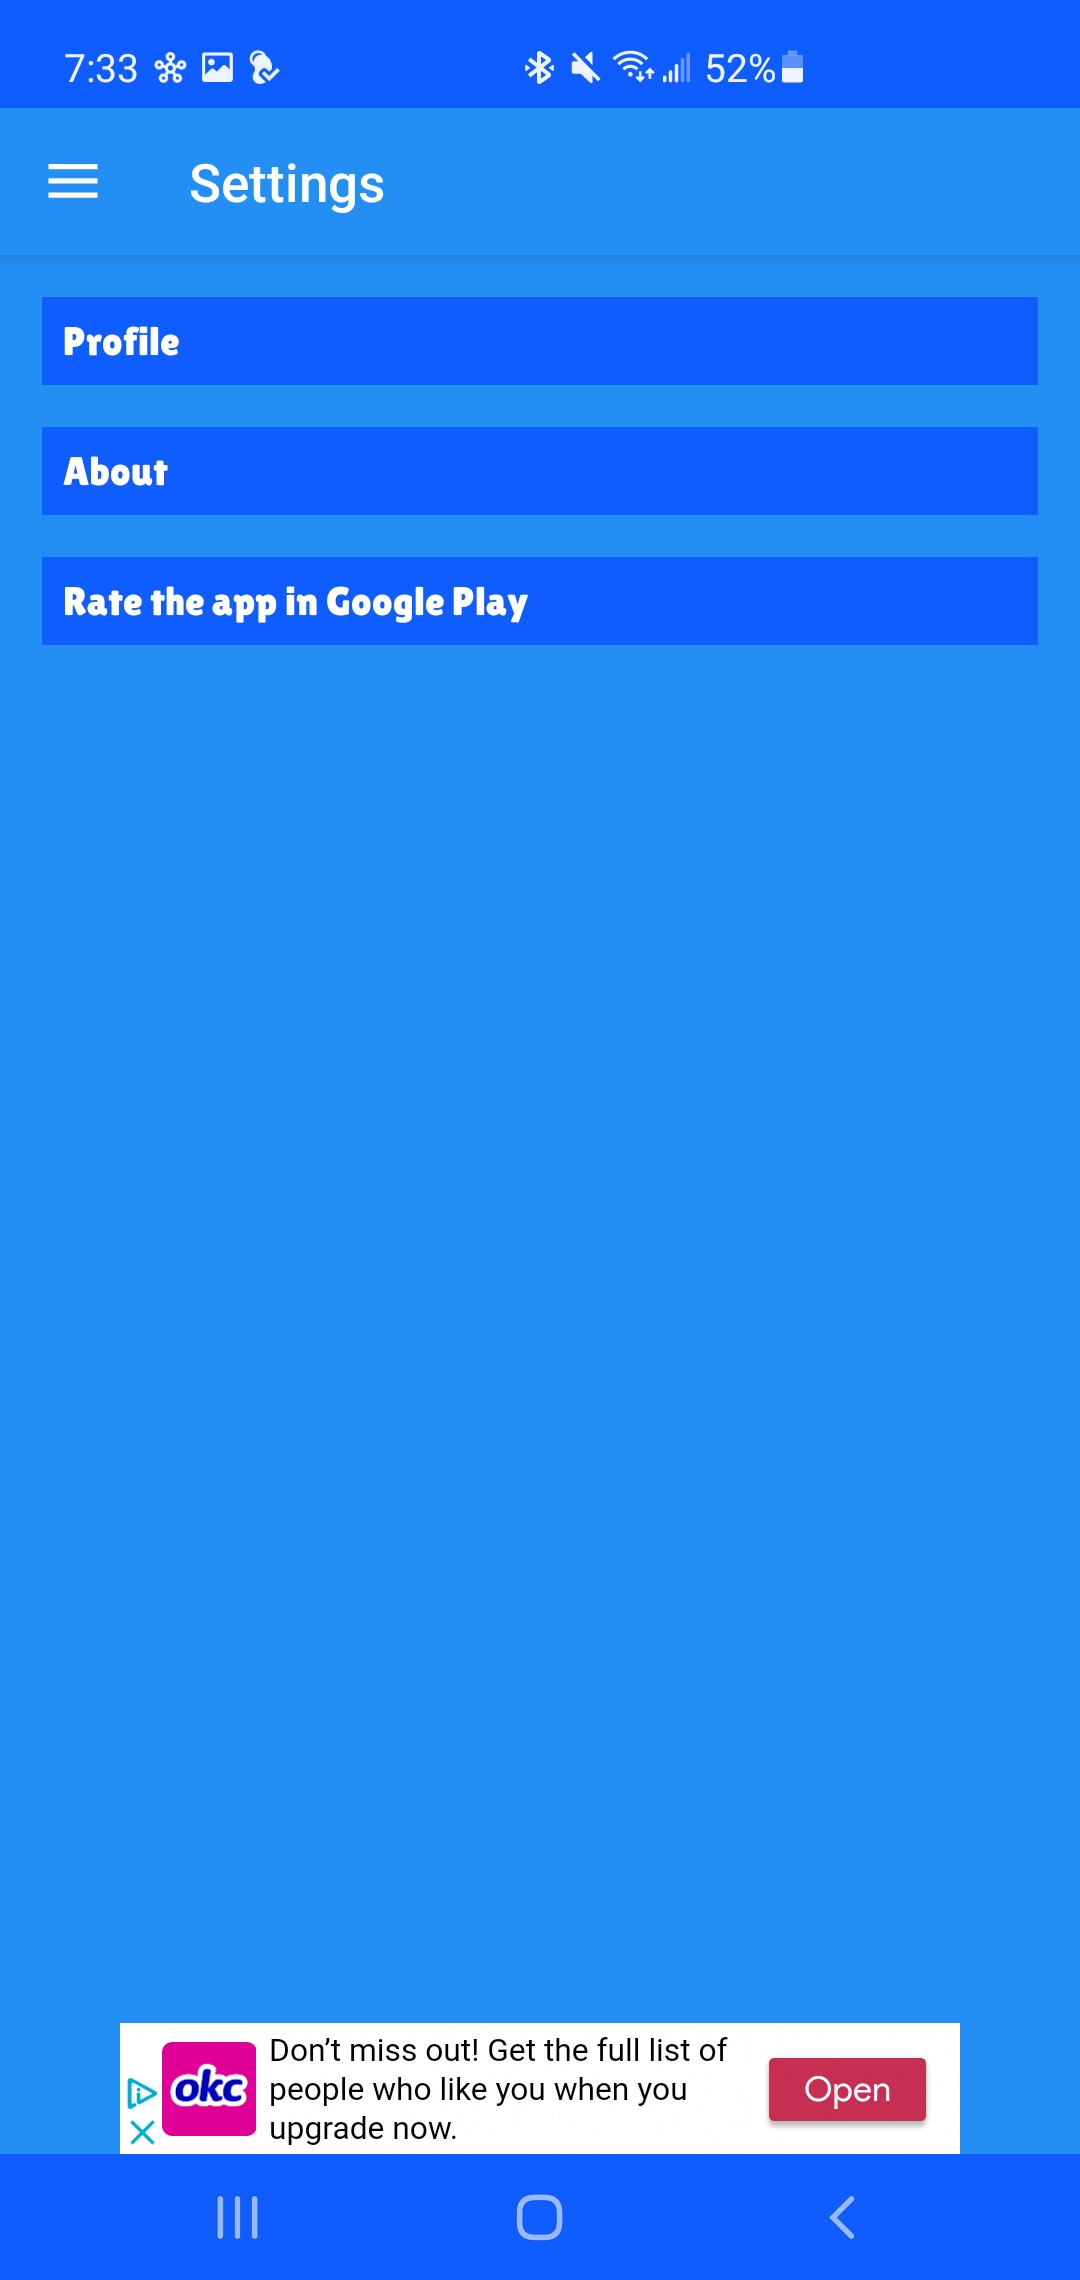 7:33 52%
Settings
Profile
About
Rate the app in Google Play
okc
Don’t miss out! Get the full list of
people who like you when you
upgrade now.
Open